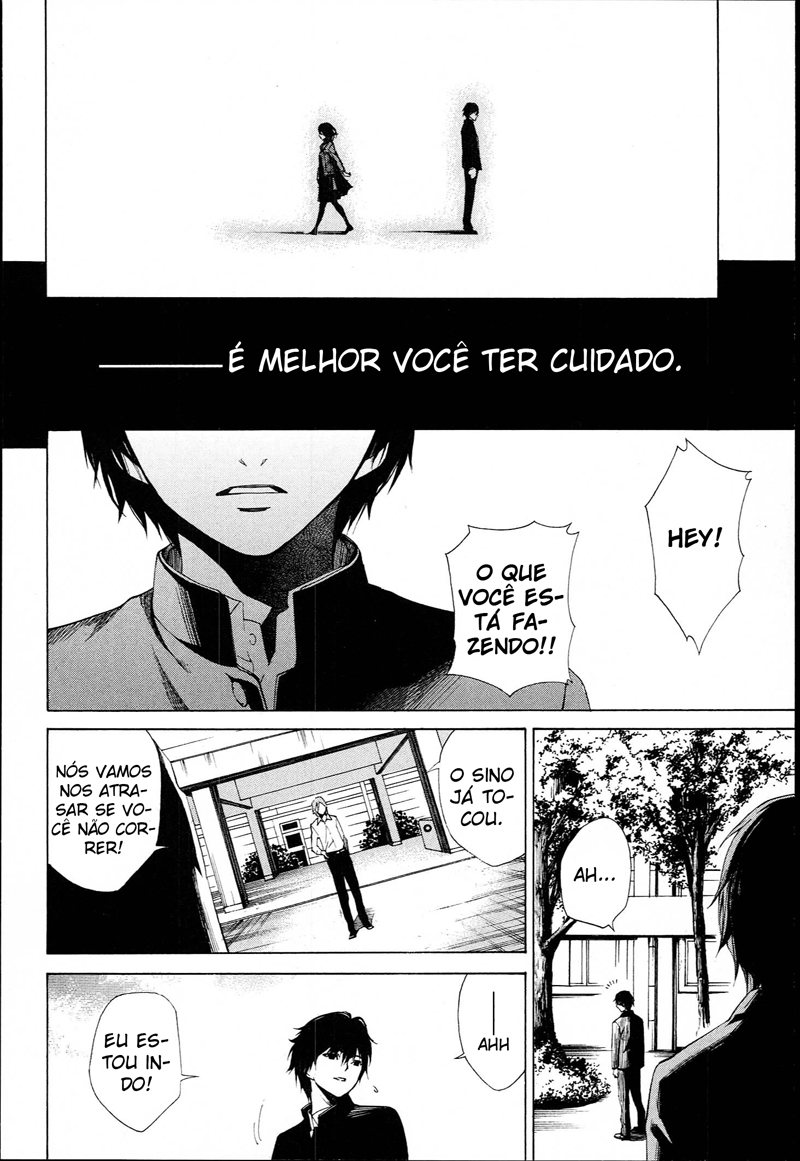 É MELHOR VOCÊ TER CUIDADO.
HEY!
O QUE
VOCÊ ES-
TÁ FA-
ZENDO!!
AH...
O SINO
JÁ TO-
COU.
NÓS VAMOS
NOS ATRA-
SAR SE VO-
CÊ NÃO COR-
RER!
AHH
EU ES-
TOU IN-
DO!